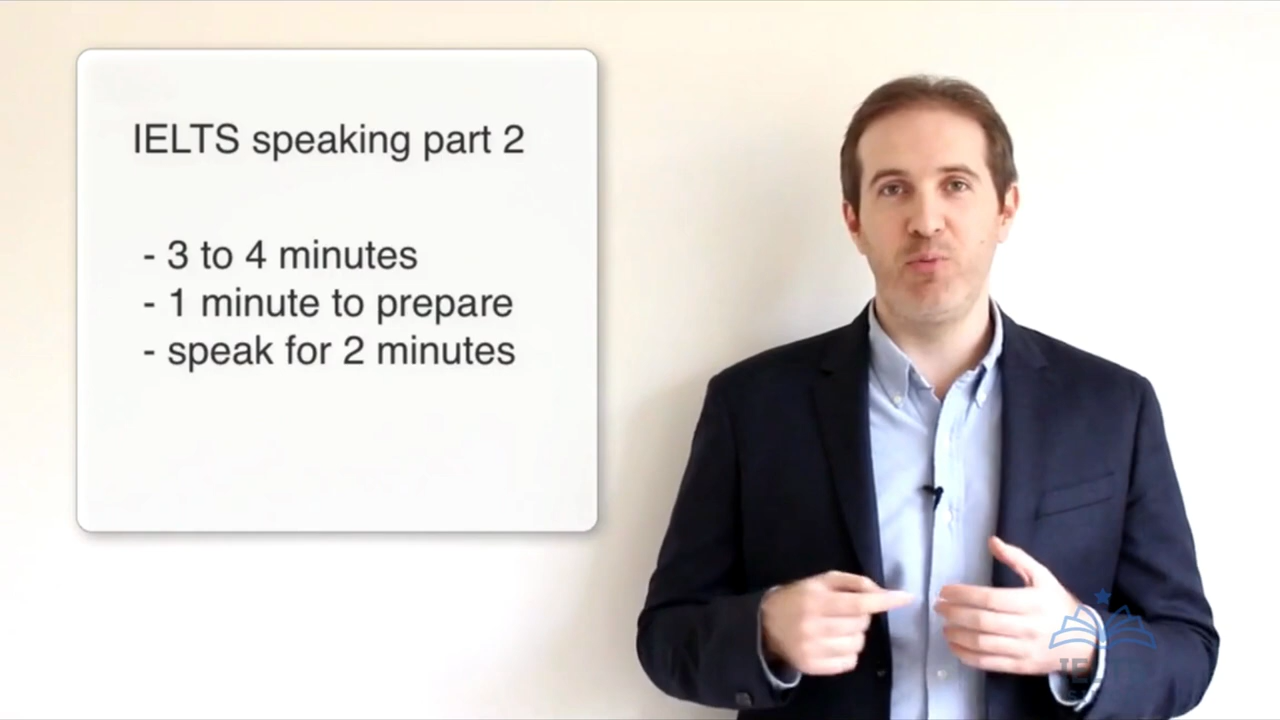 IELTS speaking part 2
- 3 to 4 minutes
- 1 minute to prepare
- speak for 2 minutes